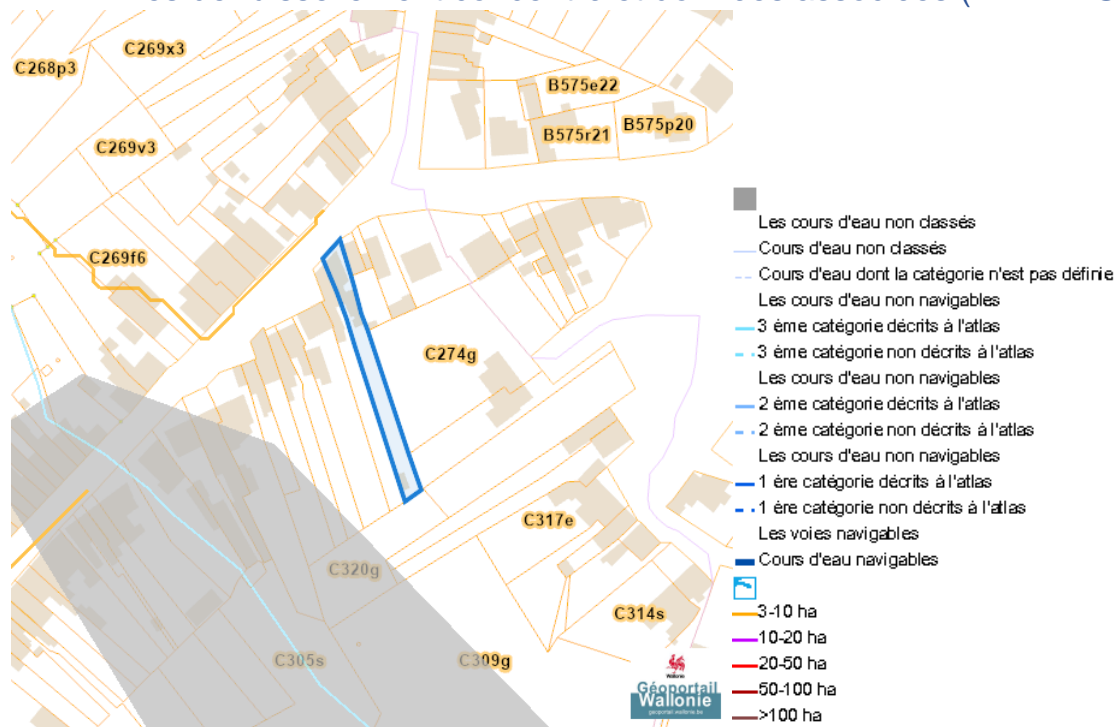 C269x3
C268p3
B575e22
B575p20
B575r21
C269v3
C269f6
C274g
C317e
C320g
C314s
C305s
C309g
Wallonie
Géoportail
Wallonie
geoportail.wallonie.be
Les cours d'eau non classés
Cours d'eau non classés
Cours d'eau dont la catégorie n'est pas définie
Les cours d'eau non navigables
3 ème catégorie décrits à l'atlas
3 ème catégorie non décrits à l'atlas
Les cours d'eau non navigables
2 ème catégorie décrits à l'atlas
2 ème catégorie non décrits à l'atlas
Les cours d'eau non navigables
1 ère catégorie décrits à l'atlas
1 ère catégorie non décrits à l'atlas
Les voies navigables
Cours d'eau navigables
3-10 ha
10-20 ha
20-50 ha
50-100 ha
>100 ha